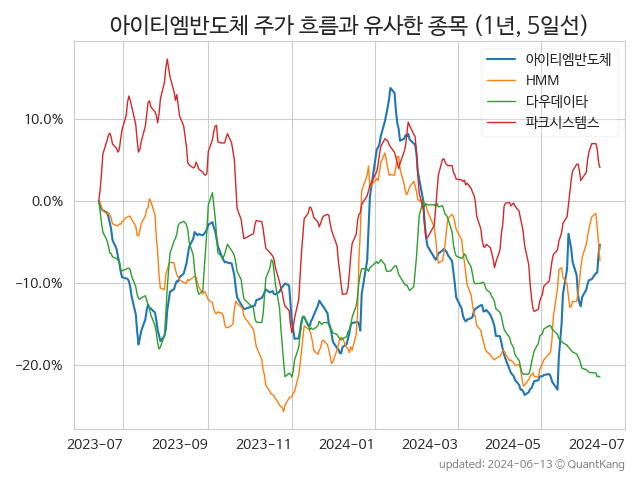 아이티엠반도체 주가 흐름과 유사한 종목 (1년, 5일선)
아이티엠반도체
HMM
다우데이타
파크시스템스
10.0%
0.0%
−10.0%
−20.0%
2023-07
2023-09
2023-11
2024-01
2024-03
2024-05
2024-07
updated: 2024-06-13 © QuantKang